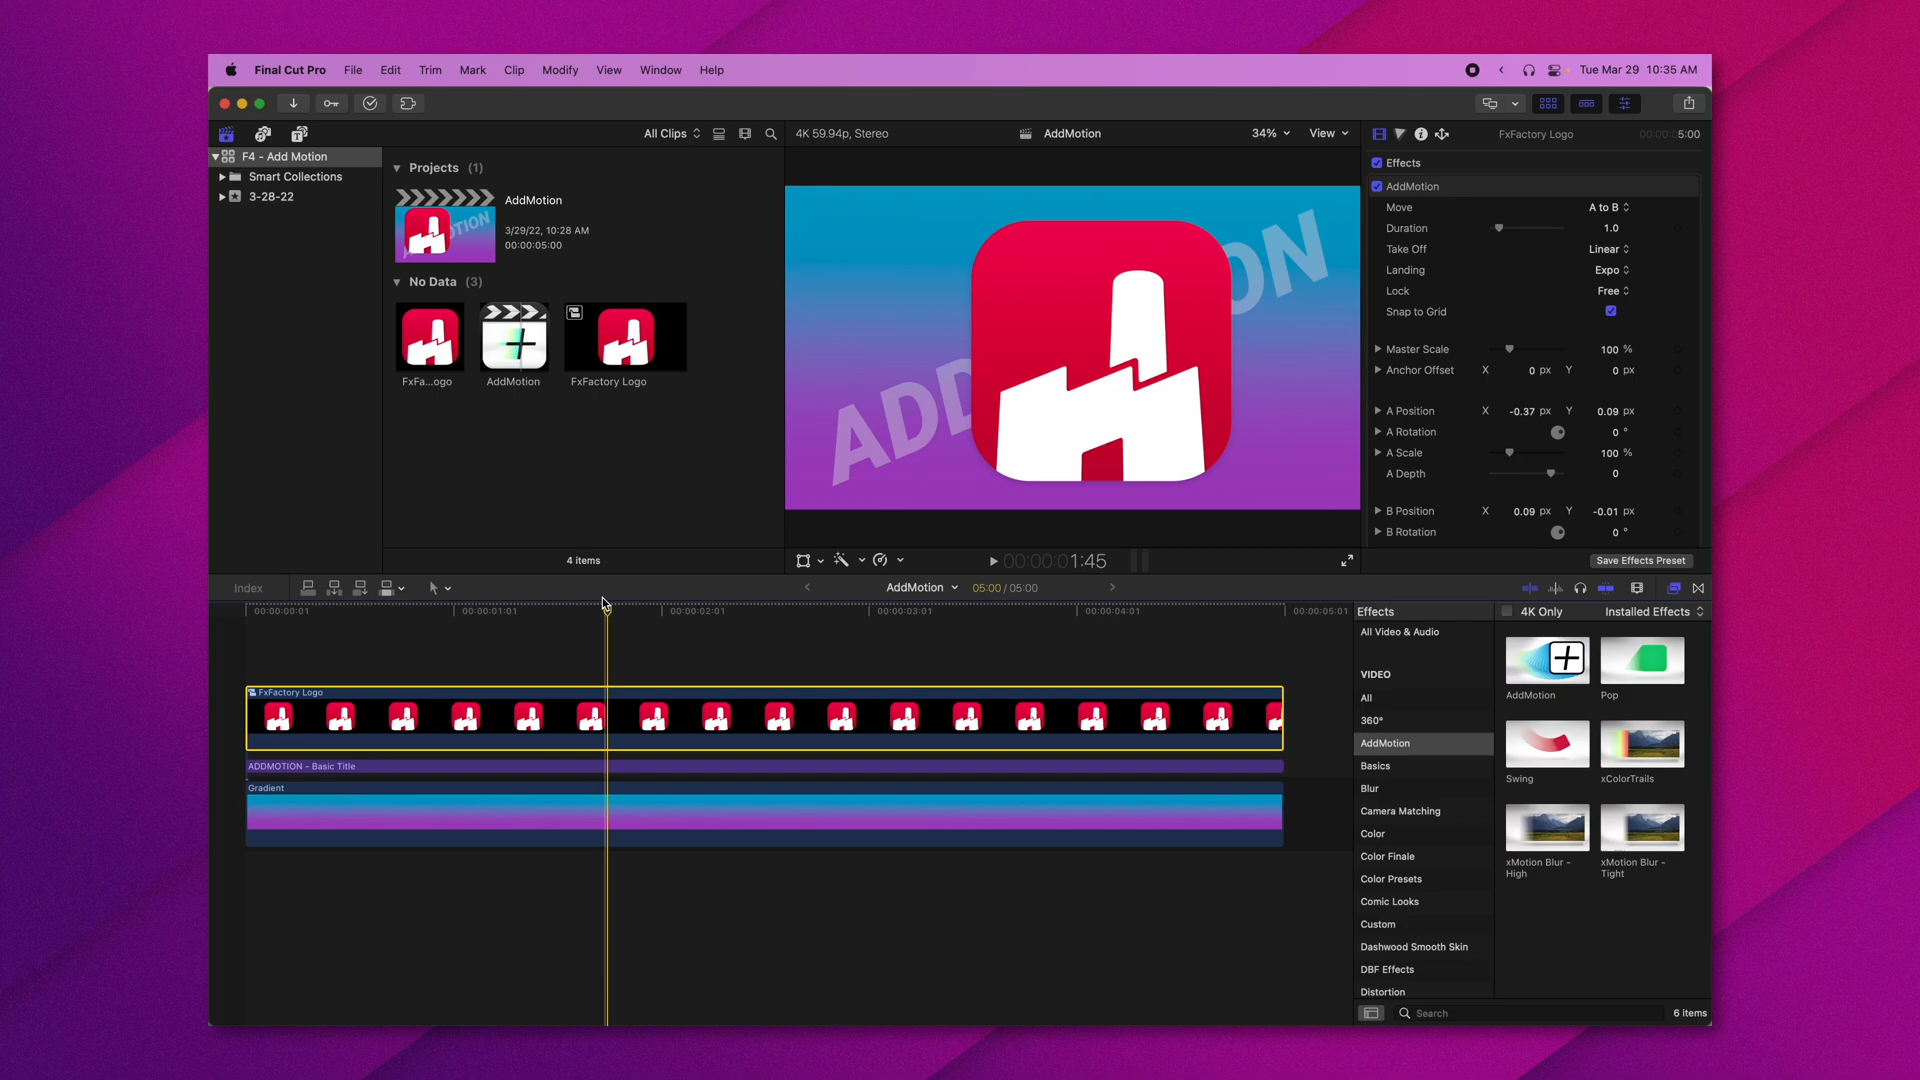 Final Cut Pro File Edit Trim Mark Clip Modify View Window Help
Tue Mar 29 10:35 AM
All Clips
4K 59.94p, Stereo
AddMotion
34%
View
FxFactory Logo
00:00:05:00
F4 - Add Motion
Smart Collections
3-28-22
Projects (1)
AddMotion
3/29/22, 10:28 AM
00:00:05:00
No Data (3)
FxFa...ogo
AddMotion
FxFactory Logo
4 items
ADD
ON
00:00:01:45
Effects
AddMotion
Move A to B
Duration 1.0
Take Off Linear
Landing Expo
Lock Free
Snap to Grid
Master Scale 100 %
Anchor Offset X 0 px Y 0 px
A Position X -0.37 px Y 0.09 px
A Rotation 0 °
A Scale 100 %
A Depth 0
B Position X 0.09 px Y -0.01 px
B Rotation 0 °
Save Effects Preset
Index
AddMotion
05:00 / 05:00
00:00:00:01
00:00:01:01
00:00:02:01
00:00:03:01
00:00:04:01
00:00:05:01
FxFactory Logo
ADDMOTION - Basic Title
Gradient
Effects
4K Only
Installed Effects
All Video & Audio
VIDEO
All
360°
AddMotion
Basics
Blur
Camera Matching
Color
Color Finale
Color Presets
Comic Looks
Custom
Dashwood Smooth Skin
DBF Effects
Distortion
AddMotion
Pop
Swing
xColorTrails
xMotion Blur -
High
xMotion Blur -
Tight
Search
6 items